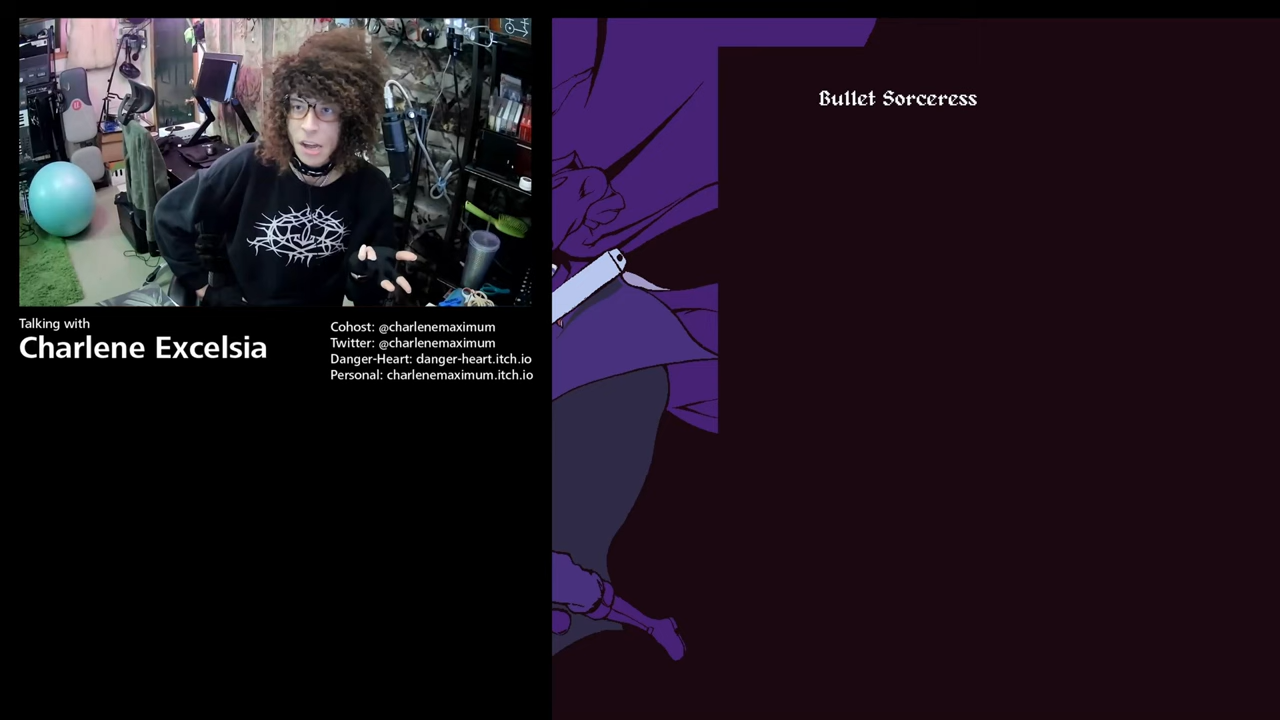 Talking with
Charlene Excelsia
Cohost: @charlenemaximum
Twitter: @charlenemaximum
Danger-Heart: danger-heart.itch.io
Personal: charlenemaximum.itch.io
Bullet Sorceress